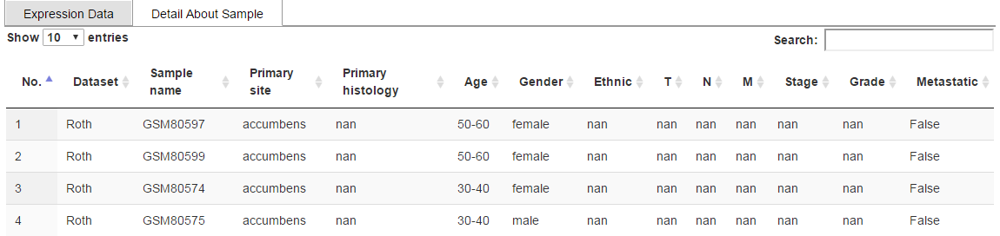 Expression Data Detail About Sample
Show 10 entries Search:
No. Dataset Sample name Primary site Primary histology Age Gender Ethnic T N M Stage Grade Metastatic
1 Roth GSM80597 accumbens nan 50-60 female nan nan nan nan nan nan False
2 Roth GSM80599 accumbens nan 50-60 female nan nan nan nan nan nan False
3 Roth GSM80574 accumbens nan 30-40 female nan nan nan nan nan nan False
4 Roth GSM80575 accumbens nan 30-40 male nan nan nan nan nan nan False